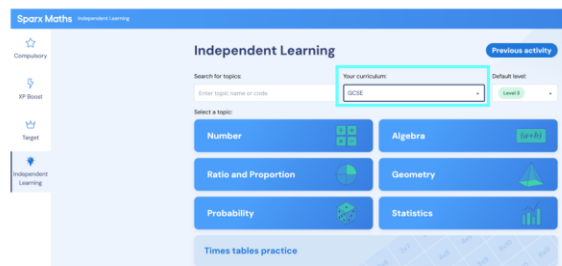 Sparx Maths Independent Learning
Compulsory
XP Boost
Target
Independent
Learning
Independent Learning
Previous activity
Search for topics:
Your curriculum:
Default level:
Enter topic name or code
GCSE
Level 5
Select a topic:
Number
Algebra
(a+b)
Ratio and Proportion
Geometry
Probability
Statistics
Times tables practice